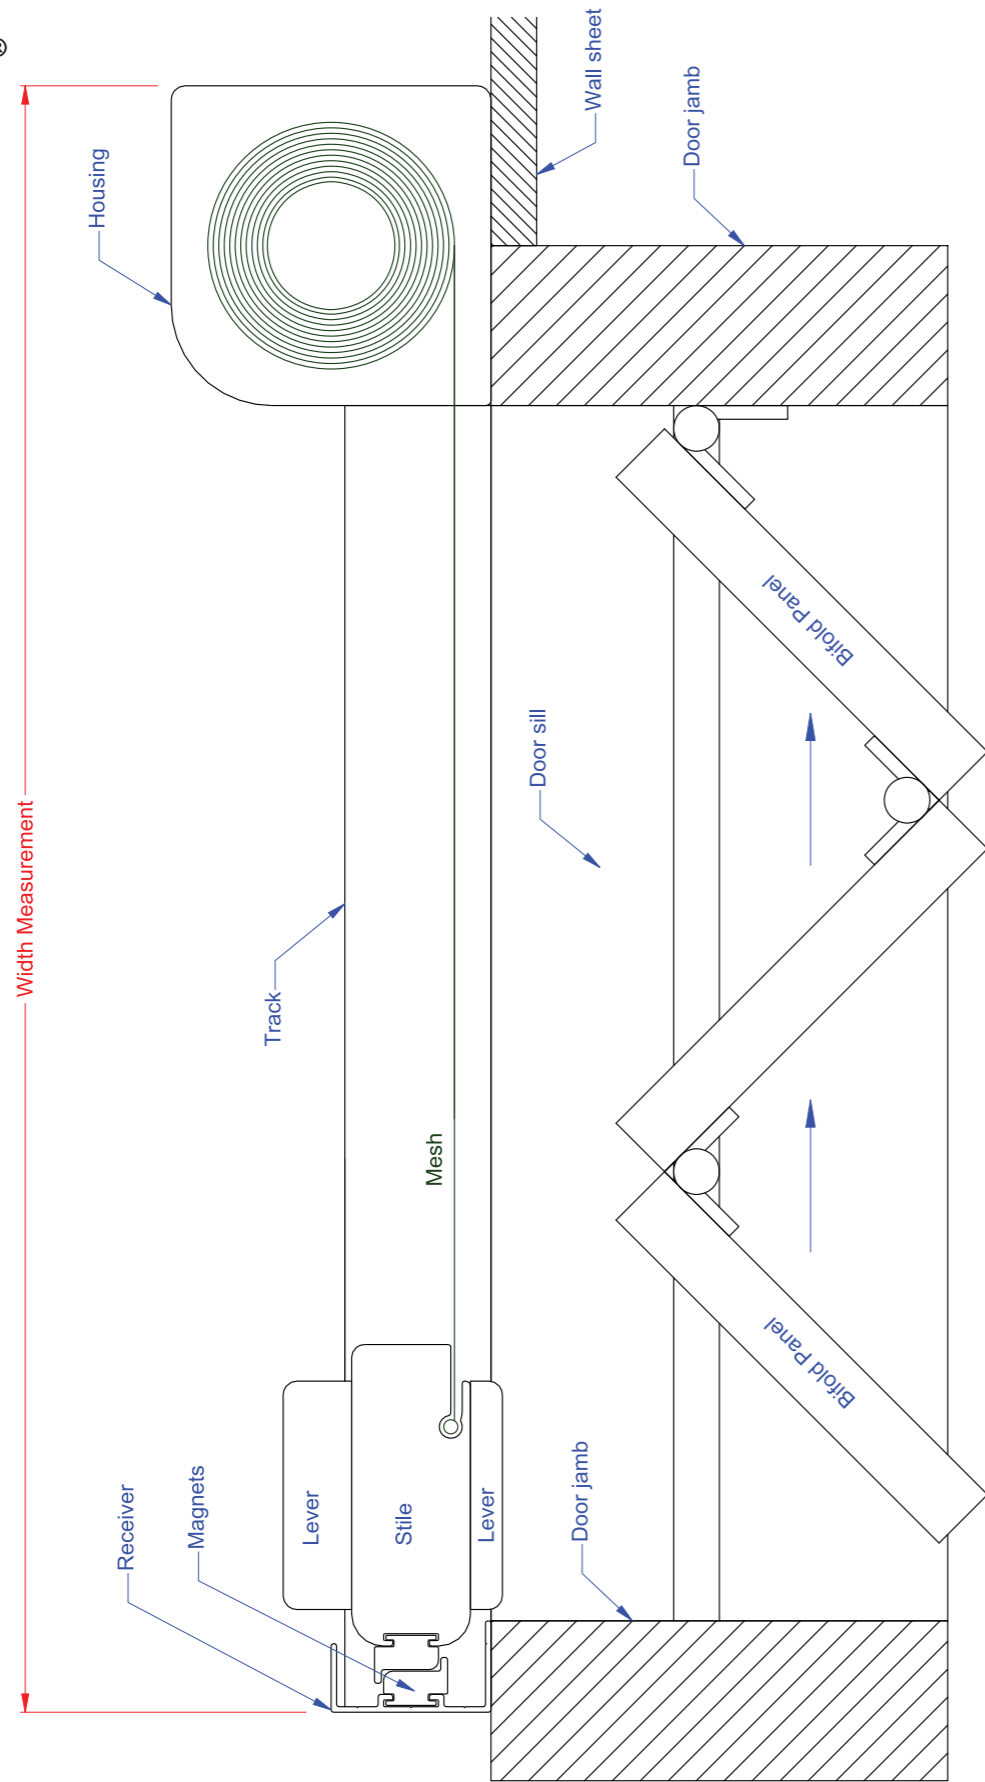 ®
Width Measurement
Housing
Wall sheet
Door jamb
Track
Mesh
Door sill
Bifold Panel
Receiver
Magnets
Lever
Stile
Lever
Door jamb
Bifold Panel